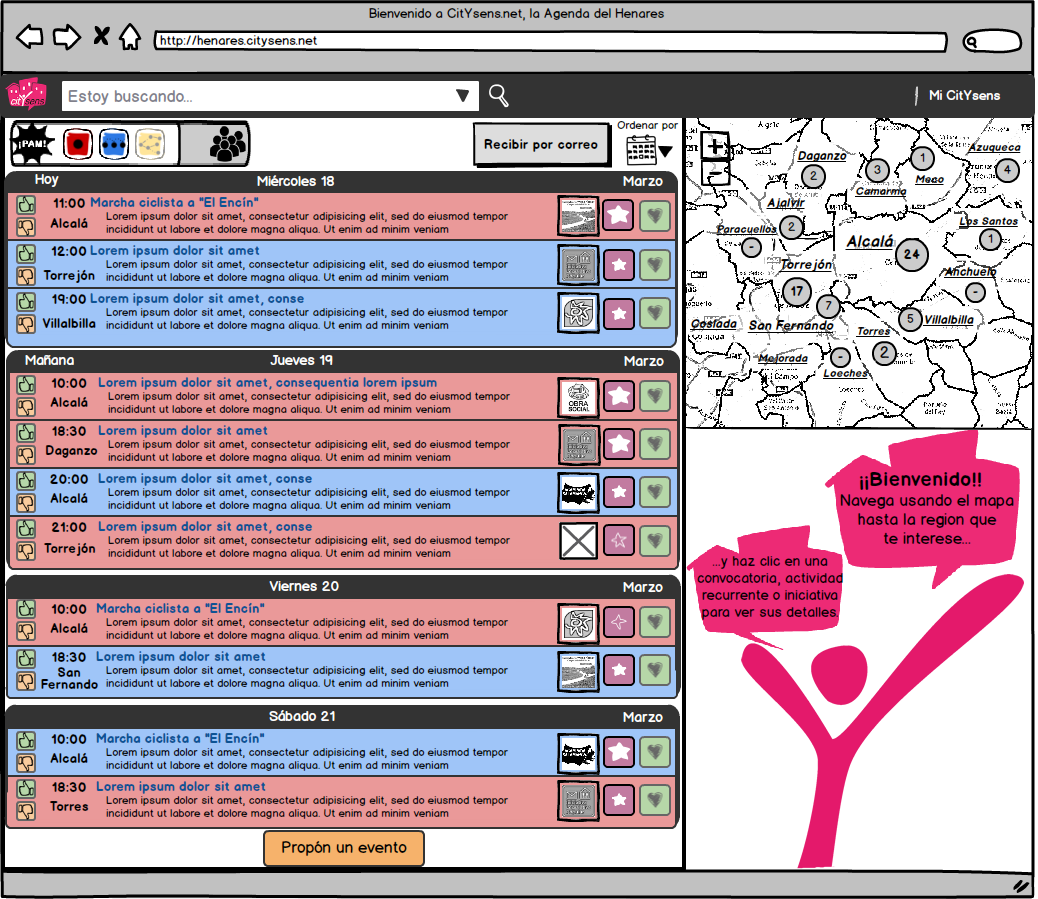 Bienvenido a CitYsens.net, la Agenda del Henares
http://henares.citysens.net
citYsens
Estoy buscando...
Mi CitYsens
¡PAM!
Recibir por correo
Ordenar por
Hoy Miércoles 18 Marzo
11:00 Marcha ciclista a "El Encín"
Alcalá
Lorem ipsum dolor sit amet, consectetur adipisicing elit, sed do eiusmod tempor
incididunt ut labore et dolore magna aliqua. Ut enim ad minim veniam
12:00 Lorem ipsum dolor sit amet
Torrejón
Lorem ipsum dolor sit amet, consectetur adipisicing elit, sed do eiusmod tempor
incididunt ut labore et dolore magna aliqua. Ut enim ad minim veniam
19:00 Lorem ipsum dolor sit amet, conse
Villalbilla
Lorem ipsum dolor sit amet, consectetur adipisicing elit, sed do eiusmod tempor
incididunt ut labore et dolore magna aliqua. Ut enim ad minim veniam
Mañana Jueves 19 Marzo
10:00 Lorem ipsum dolor sit amet, consequentia lorem ipsum
Alcalá
Lorem ipsum dolor sit amet, consectetur adipisicing elit, sed do eiusmod tempor
incididunt ut labore et dolore magna aliqua. Ut enim ad minim veniam
OBRA
SOCIAL
18:30 Lorem ipsum dolor sit amet
Daganzo
Lorem ipsum dolor sit amet, consectetur adipisicing elit, sed do eiusmod tempor
incididunt ut labore et dolore magna aliqua. Ut enim ad minim veniam
20:00 Lorem ipsum dolor sit amet, conse
Alcalá
Lorem ipsum dolor sit amet, consectetur adipisicing elit, sed do eiusmod tempor
incididunt ut labore et dolore magna aliqua. Ut enim ad minim veniam
21:00 Lorem ipsum dolor sit amet, conse
Torrejón
Lorem ipsum dolor sit amet, consectetur adipisicing elit, sed do eiusmod tempor
incididunt ut labore et dolore magna aliqua. Ut enim ad minim veniam
Viernes 20 Marzo
10:00 Marcha ciclista a "El Encín"
Alcalá
Lorem ipsum dolor sit amet, consectetur adipisicing elit, sed do eiusmod tempor
incididunt ut labore et dolore magna aliqua. Ut enim ad minim veniam
18:30 Lorem ipsum dolor sit amet
San
Fernando
Lorem ipsum dolor sit amet, consectetur adipisicing elit, sed do eiusmod tempor
incididunt ut labore et dolore magna aliqua. Ut enim ad minim veniam
Sábado 21 Marzo
10:00 Marcha ciclista a "El Encín"
Alcalá
Lorem ipsum dolor sit amet, consectetur adipisicing elit, sed do eiusmod tempor
incididunt ut labore et dolore magna aliqua. Ut enim ad minim veniam
18:30 Lorem ipsum dolor sit amet
Torres
Lorem ipsum dolor sit amet, consectetur adipisicing elit, sed do eiusmod tempor
incididunt ut labore et dolore magna aliqua. Ut enim ad minim veniam
Propón un evento
+
-
Daganzo
2
3
Camarma
1
Meco
Azuqueca
4
Ajalvir
2
Paracuellos
-
Alcalá
24
Los Santos
1
Anchuelo
-
Torrejón
17
7
San Fernando
Coslada
5
Villalbilla
Torres
2
Mejorada
-
Loeches
¡¡Bienvenido!!
Navega usando el mapa
hasta la region que
te interese...
...y haz clic en una
convocatoria, actividad
recurrente o iniciativa
para ver sus detalles.